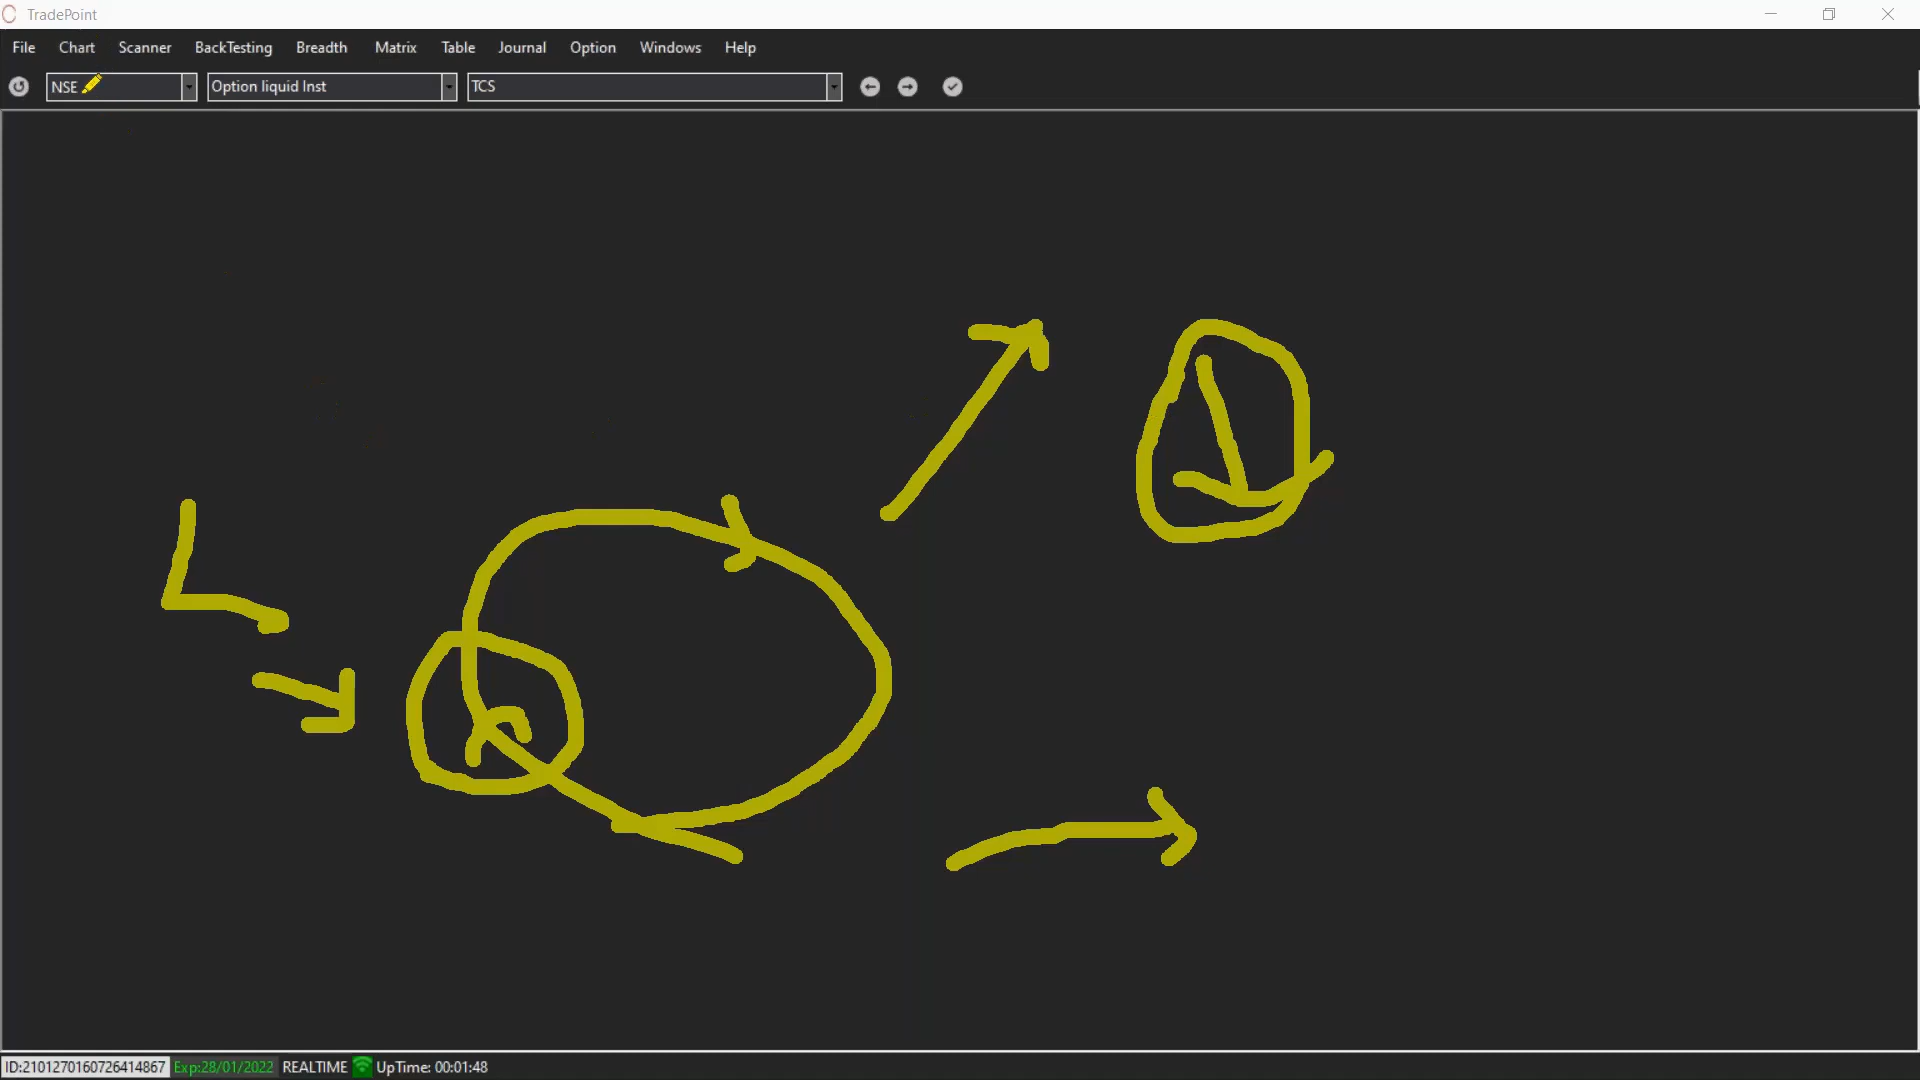 TradePoint
File Chart Scanner BackTesting Breadth Matrix Table Journal Option Windows Help
NSE Option liquid Inst TCS
ID:2101270160726414867 Exp:28/01/2022 REALTIME UpTime: 00:01:48